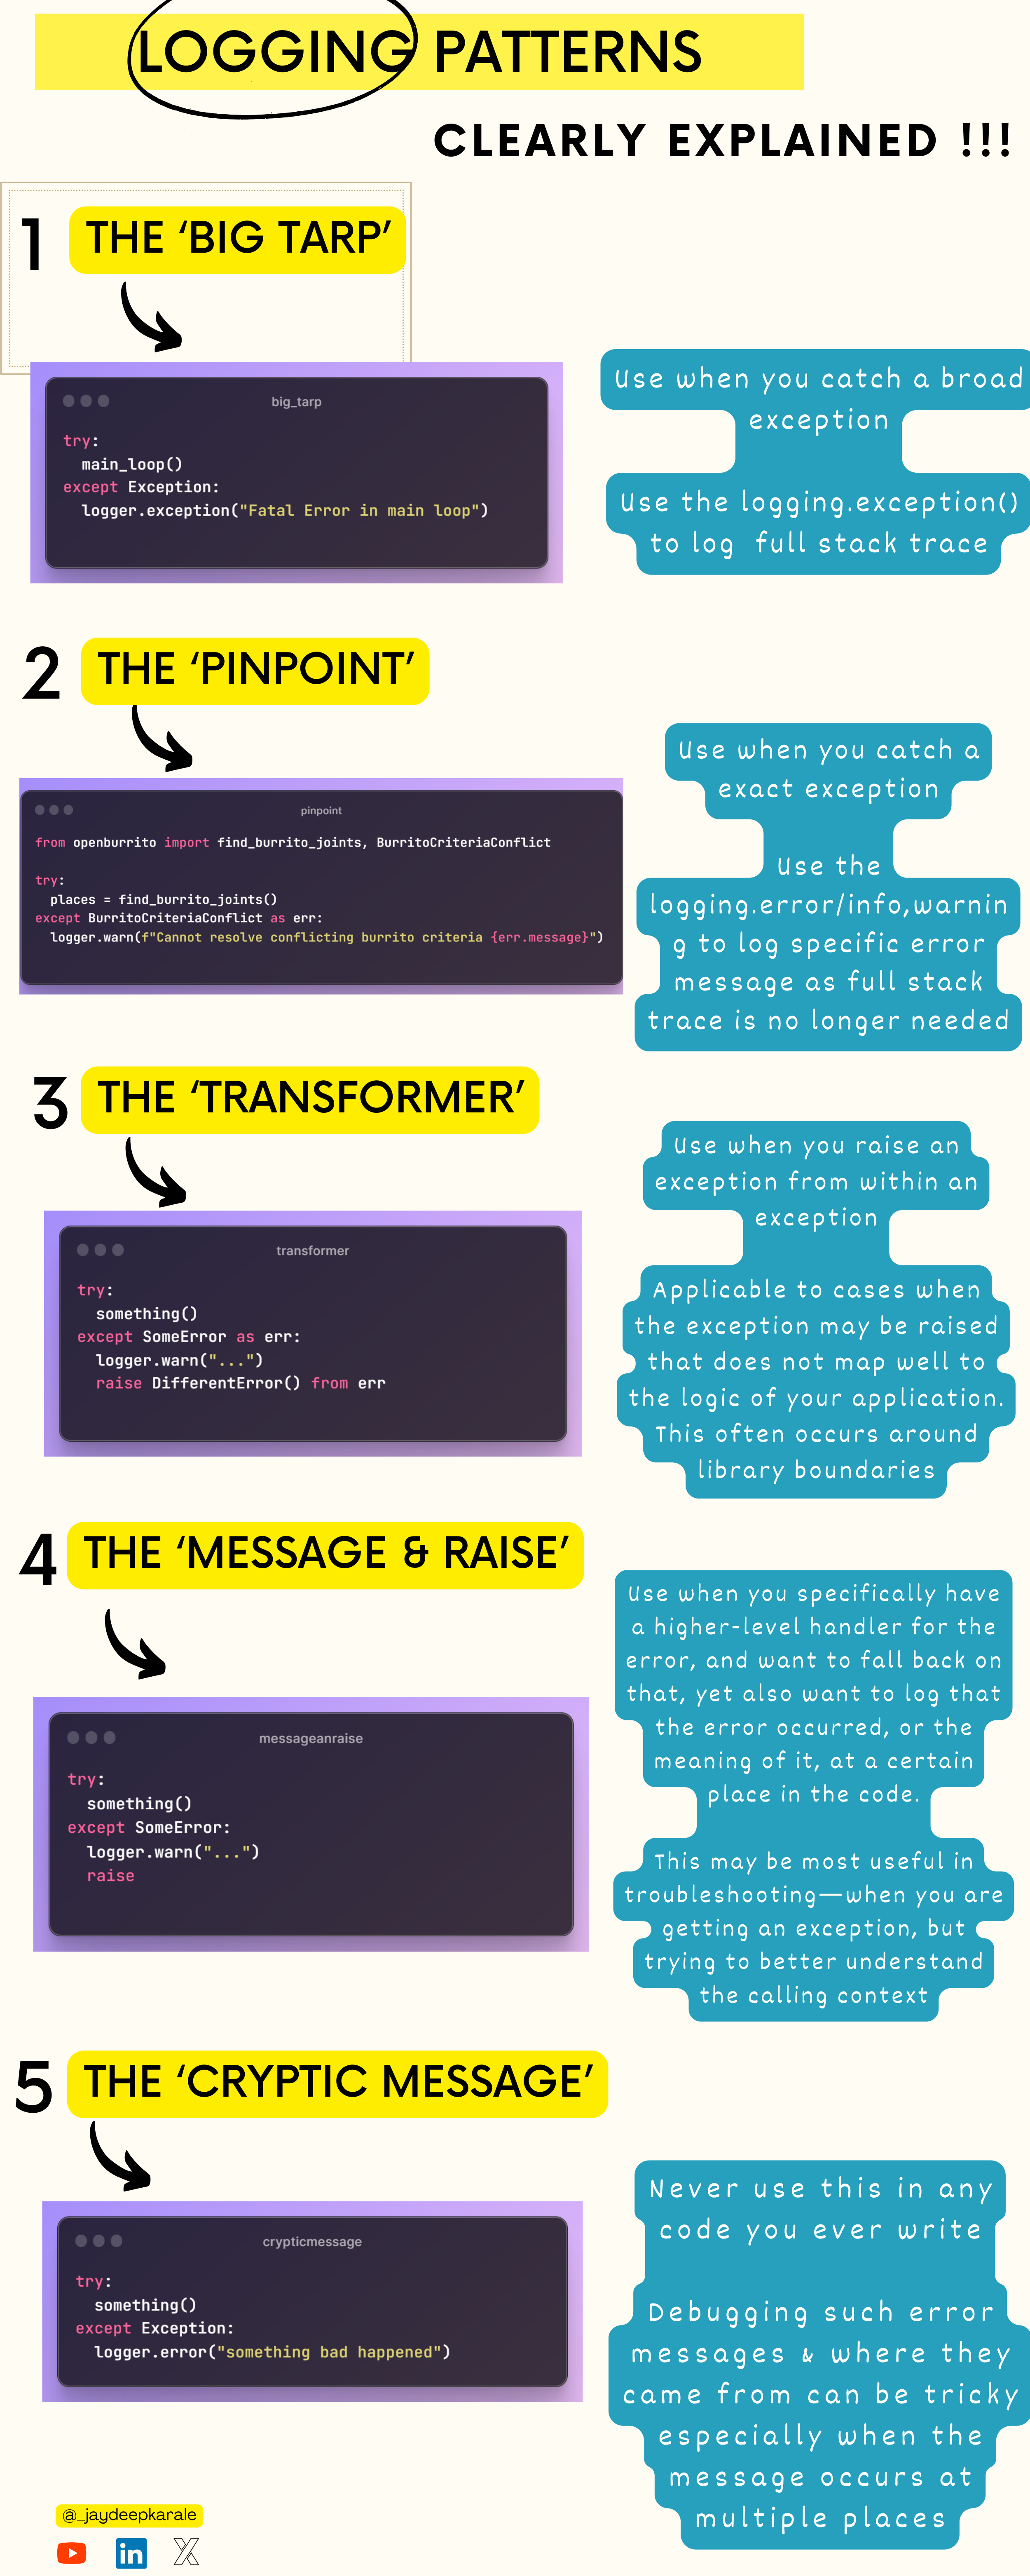 LOGGING PATTERNS
CLEARLY EXPLAINED !!!
1
THE ‘BIG TARP’
big_tarp
try:
main_loop()
except Exception:
logger.exception("Fatal Error in main loop")
Use when you catch a broad
exception
Use the logging.exception()
to log full stack trace
2
THE ‘PINPOINT’
pinpoint
from openburrito import find_burrito_joints, BurritoCriteriaConflict
try:
places = find_burrito_joints()
except BurritoCriteriaConflict as err:
logger.warn(f"Cannot resolve conflicting burrito criteria {err.message}")
Use when you catch a
exact exception
Use the
logging.error/info,warnin
g to log specific error
message as full stack
trace is no longer needed
3
THE ‘TRANSFORMER’
transformer
try:
something()
except SomeError as err:
logger.warn("...")
raise DifferentError() from err
Use when you raise an
exception from within an
exception
Applicable to cases when
the exception may be raised
that does not map well to
the logic of your application.
This often occurs around
library boundaries
4
THE ‘MESSAGE & RAISE’
messageanraise
try:
something()
except SomeError:
logger.warn("...")
raise
Use when you specifically have
a higher-level handler for the
error, and want to fall back on
that, yet also want to log that
the error occurred, or the
meaning of it, at a certain
place in the code.
This may be most useful in
troubleshooting—when you are
getting an exception, but
trying to better understand
the calling context
5
THE ‘CRYPTIC MESSAGE’
crypticmessage
try:
something()
except Exception:
logger.error("something bad happened")
Never use this in any
code you ever write
Debugging such error
messages & where they
came from can be tricky
especially when the
message occurs at
multiple places
@_jaydeepkarale
in
X